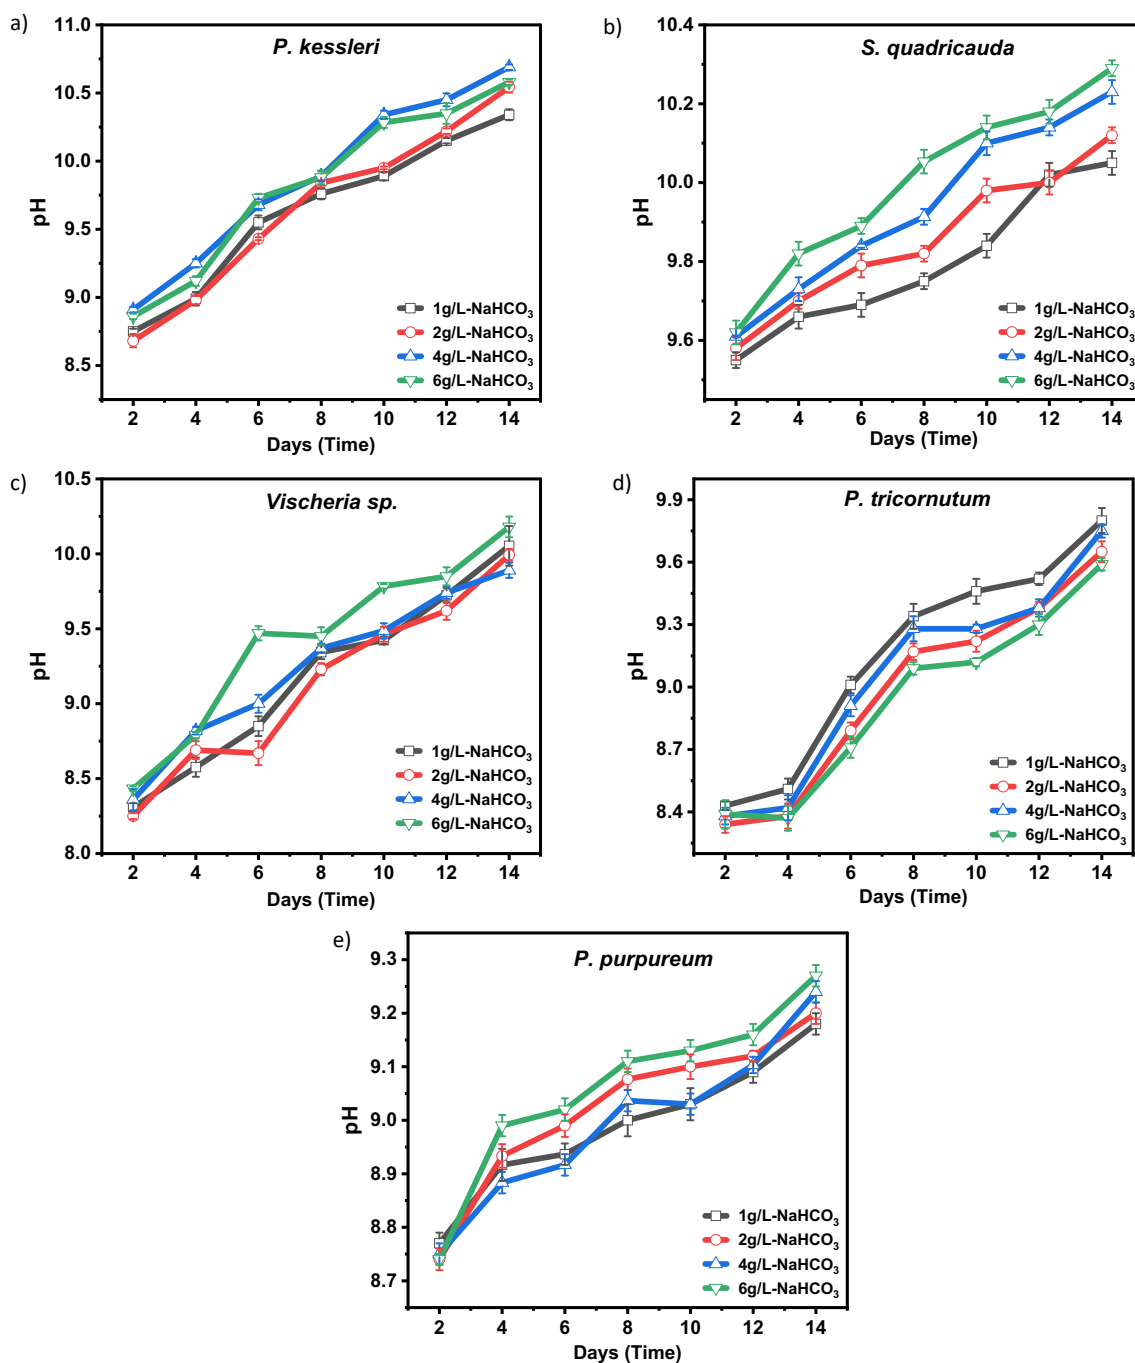 a)
P. kessleri
11.0
10.5
10.0
9.5
9.0
8.5
pH
1g/L-NaHCO₃
2g/L-NaHCO₃
4g/L-NaHCO₃
6g/L-NaHCO₃
2 4 6 8 10 12 14
Days (Time)
b)
S. quadricauda
10.4
10.2
10.0
9.8
9.6
pH
1g/L-NaHCO₃
2g/L-NaHCO₃
4g/L-NaHCO₃
6g/L-NaHCO₃
2 4 6 8 10 12 14
Days (Time)
c)
Vischeria sp.
10.5
10.0
9.5
9.0
8.5
8.0
pH
1g/L-NaHCO₃
2g/L-NaHCO₃
4g/L-NaHCO₃
6g/L-NaHCO₃
2 4 6 8 10 12 14
Days (Time)
d)
P. tricornutum
9.9
9.6
9.3
9.0
8.7
8.4
pH
1g/L-NaHCO₃
2g/L-NaHCO₃
4g/L-NaHCO₃
6g/L-NaHCO₃
2 4 6 8 10 12 14
Days (Time)
e)
P. purpureum
9.3
9.2
9.1
9.0
8.9
8.8
8.7
pH
1g/L-NaHCO₃
2g/L-NaHCO₃
4g/L-NaHCO₃
6g/L-NaHCO₃
2 4 6 8 10 12 14
Days (Time)